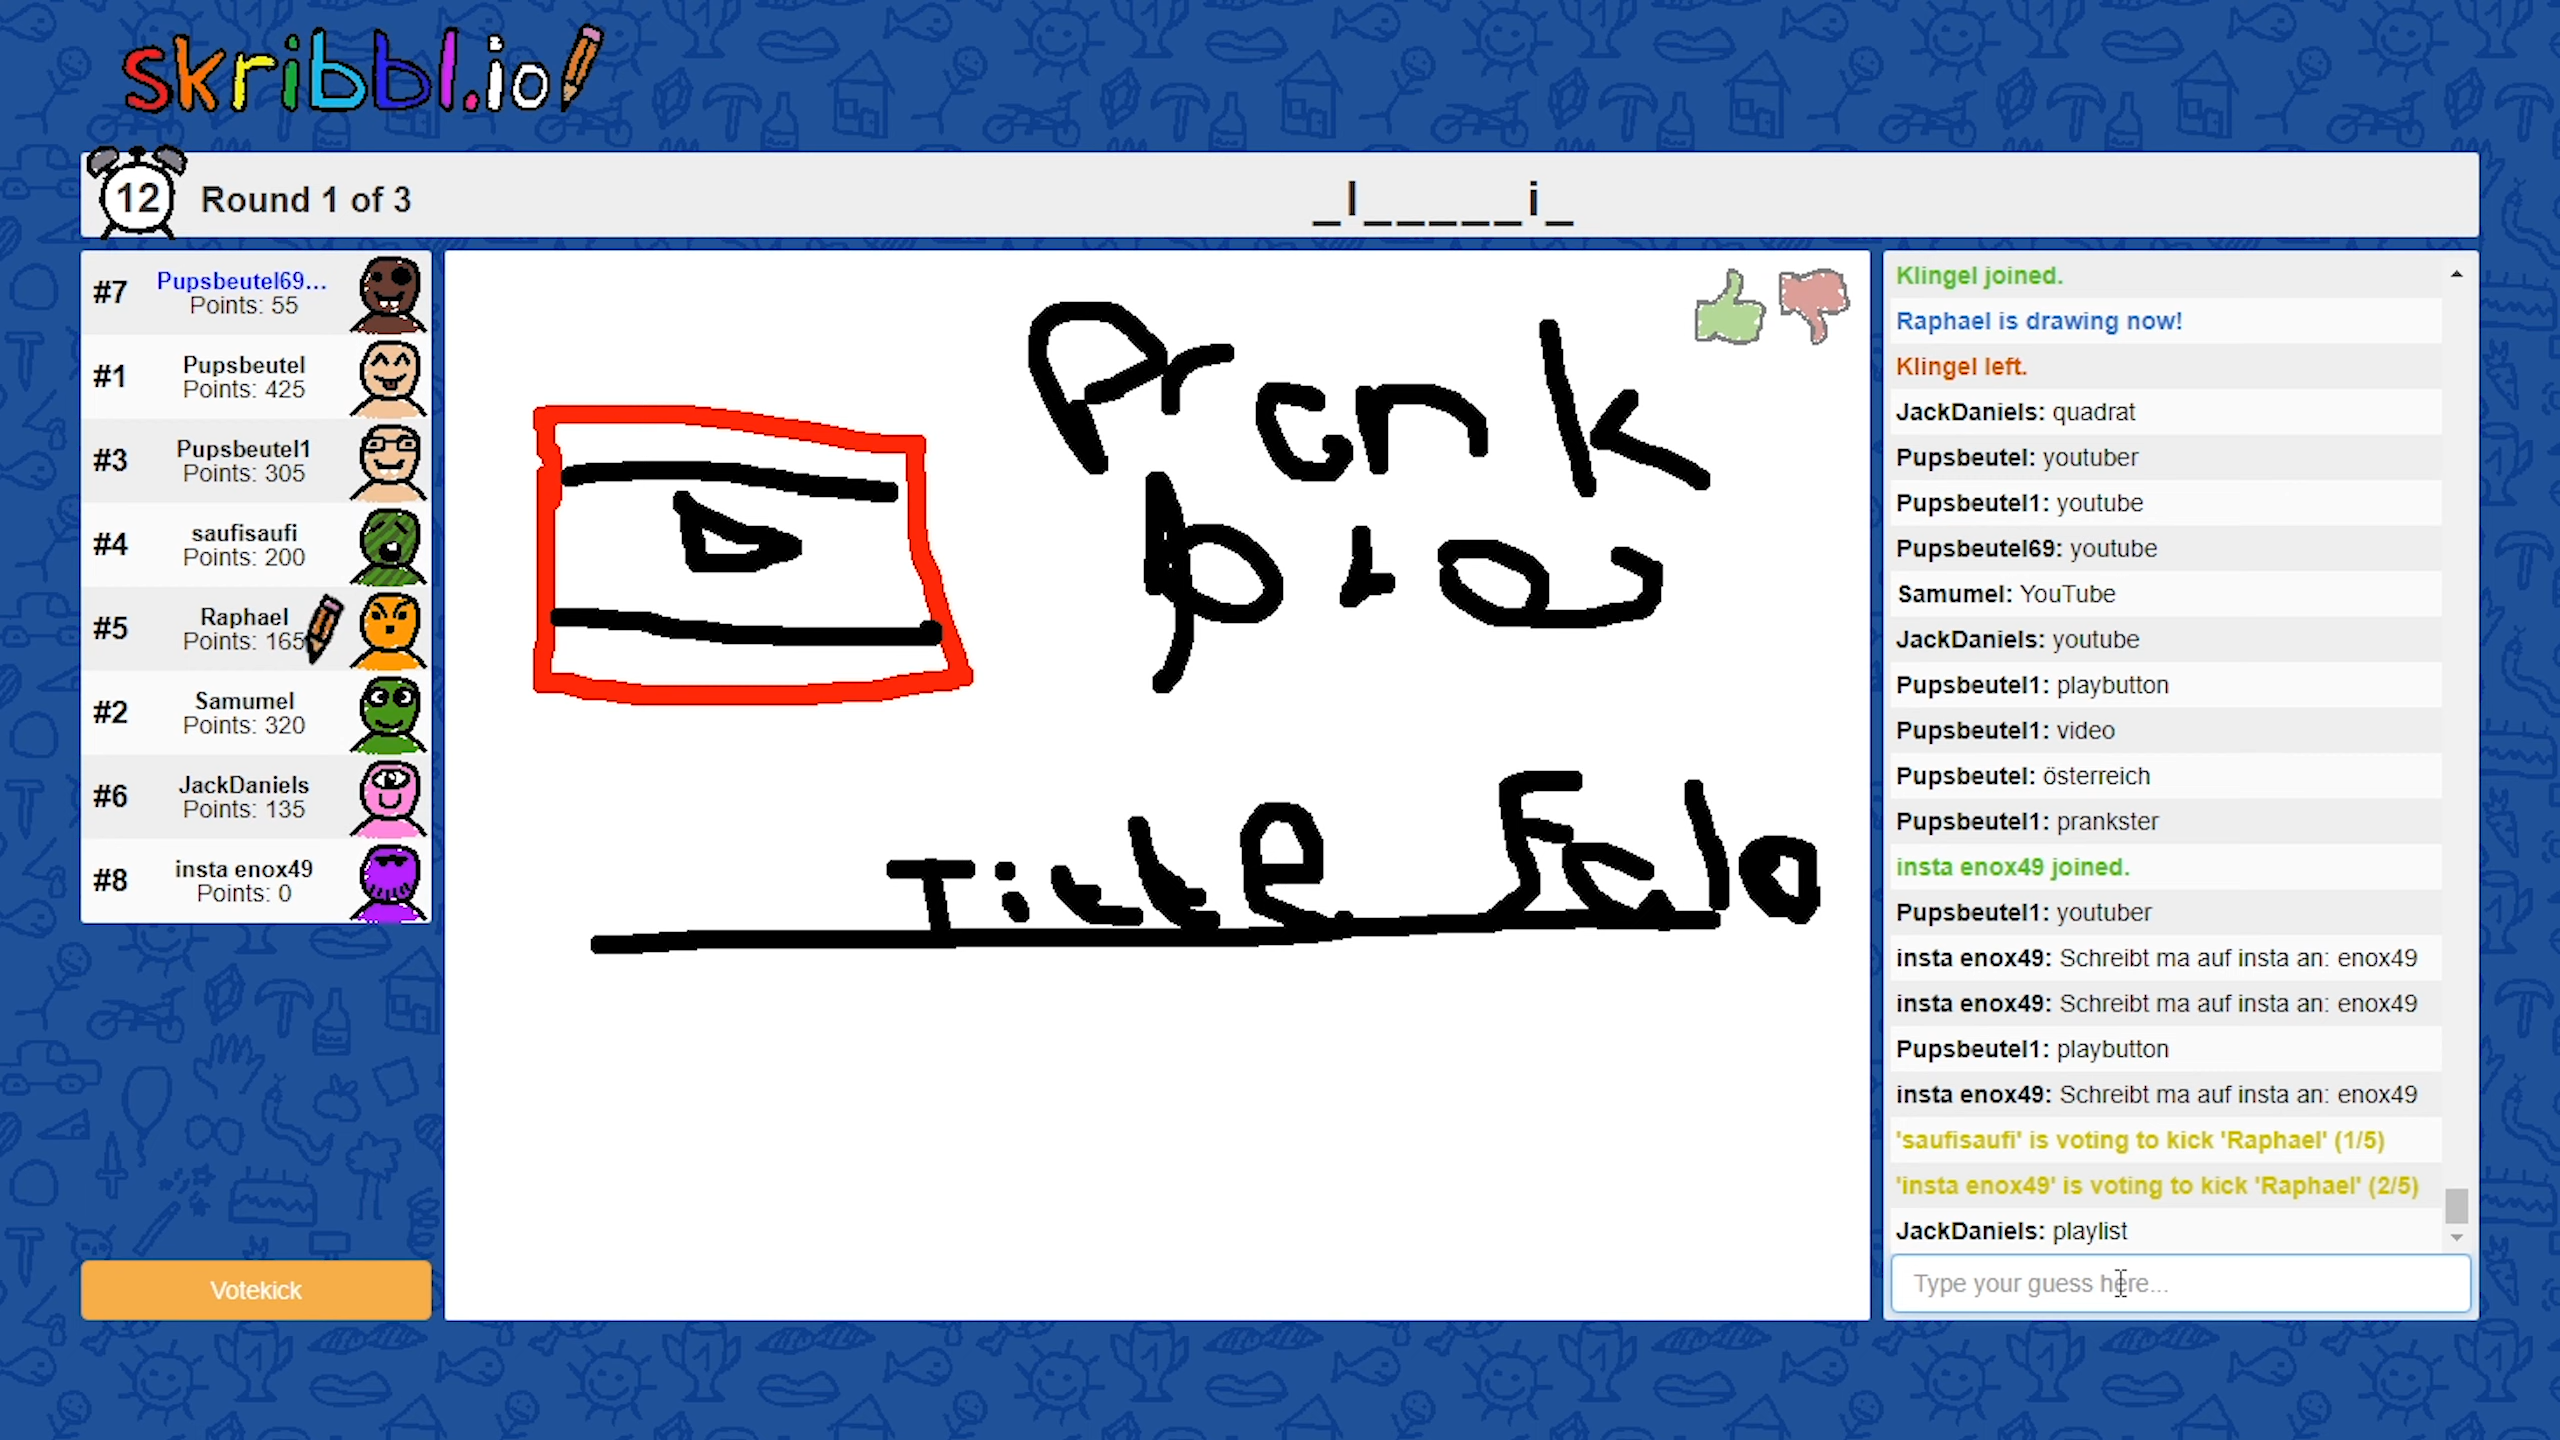 skribbl.io
12 Round 1 of 3
_l_____i_
#7 Pupsbeutel69...
Points: 55
#1 Pupsbeutel
Points: 425
#3 Pupsbeutel1
Points: 305
#4 saufisaufi
Points: 200
#5 Raphael
Points: 165
#2 Samumel
Points: 320
#6 JackDaniels
Points: 135
#8 insta enox49
Points: 0
Votekick
Prank
Klingel joined.
Raphael is drawing now!
Klingel left.
JackDaniels: quadrat
Pupsbeutel: youtuber
Pupsbeutel1: youtube
Pupsbeutel69: youtube
Samumel: YouTube
JackDaniels: youtube
Pupsbeutel1: playbutton
Pupsbeutel1: video
Pupsbeutel: österreich
Pupsbeutel1: prankster
insta enox49 joined.
Pupsbeutel1: youtuber
insta enox49: Schreibt ma auf insta an: enox49
insta enox49: Schreibt ma auf insta an: enox49
Pupsbeutel1: playbutton
insta enox49: Schreibt ma auf insta an: enox49
'saufisaufi' is voting to kick 'Raphael' (1/5)
'insta enox49' is voting to kick 'Raphael' (2/5)
JackDaniels: playlist
Type your guess here...